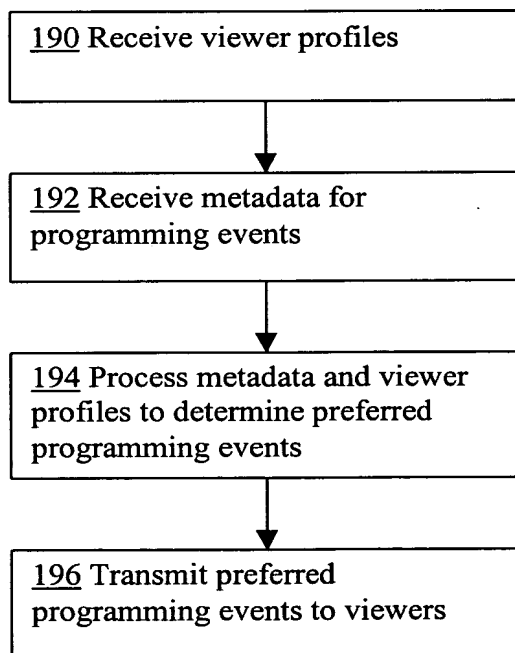 190 Receive viewer profiles
192 Receive metadata for
programming events
194 Process metadata and viewer
profiles to determine preferred
programming events
196 Transmit preferred
programming events to viewers